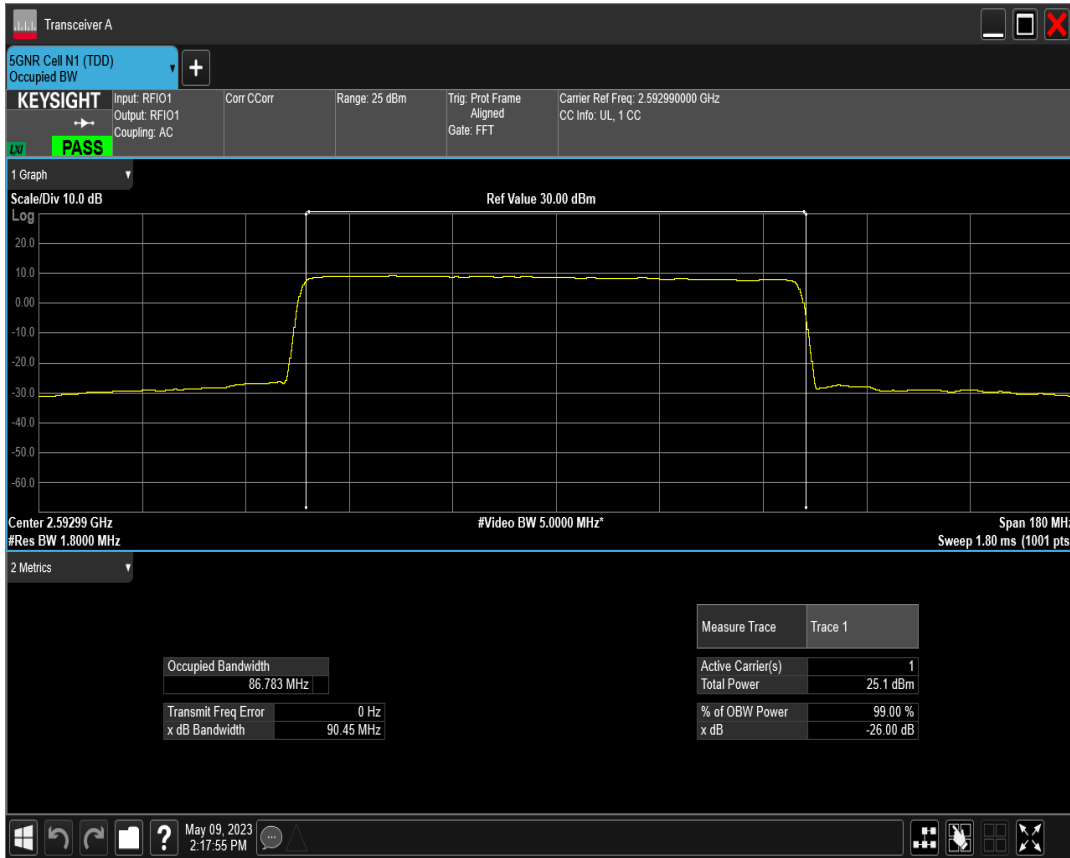 Transceiver A
5GNR Cell N1 (TDD)
Occupied BW
KEYSIGHT
LXI
PASS
Input: RFIO1
Output: RFIO1
Coupling: AC
Corr CCorr
Range: 25 dBm
Trig: Prot Frame
Aligned
Gate: FFT
Carrier Ref Freq: 2.592990000 GHz
CC Info: UL, 1 CC
1 Graph
Scale/Div 10.0 dB
Ref Value 30.00 dBm
Log
20.0
10.0
0.00
-10.0
-20.0
-30.0
-40.0
-50.0
-60.0
Center 2.59299 GHz
#Video BW 5.0000 MHz*
Span 180 MHz
#Res BW 1.8000 MHz
Sweep 1.80 ms (1001 pts
2 Metrics
Measure Trace Trace 1
Occupied Bandwidth
86.783 MHz
Active Carrier(s) 1
Total Power 25.1 dBm
Transmit Freq Error 0 Hz
x dB Bandwidth 90.45 MHz
% of OBW Power 99.00 %
x dB -26.00 dB
?
May 09, 2023
2:17:55 PM